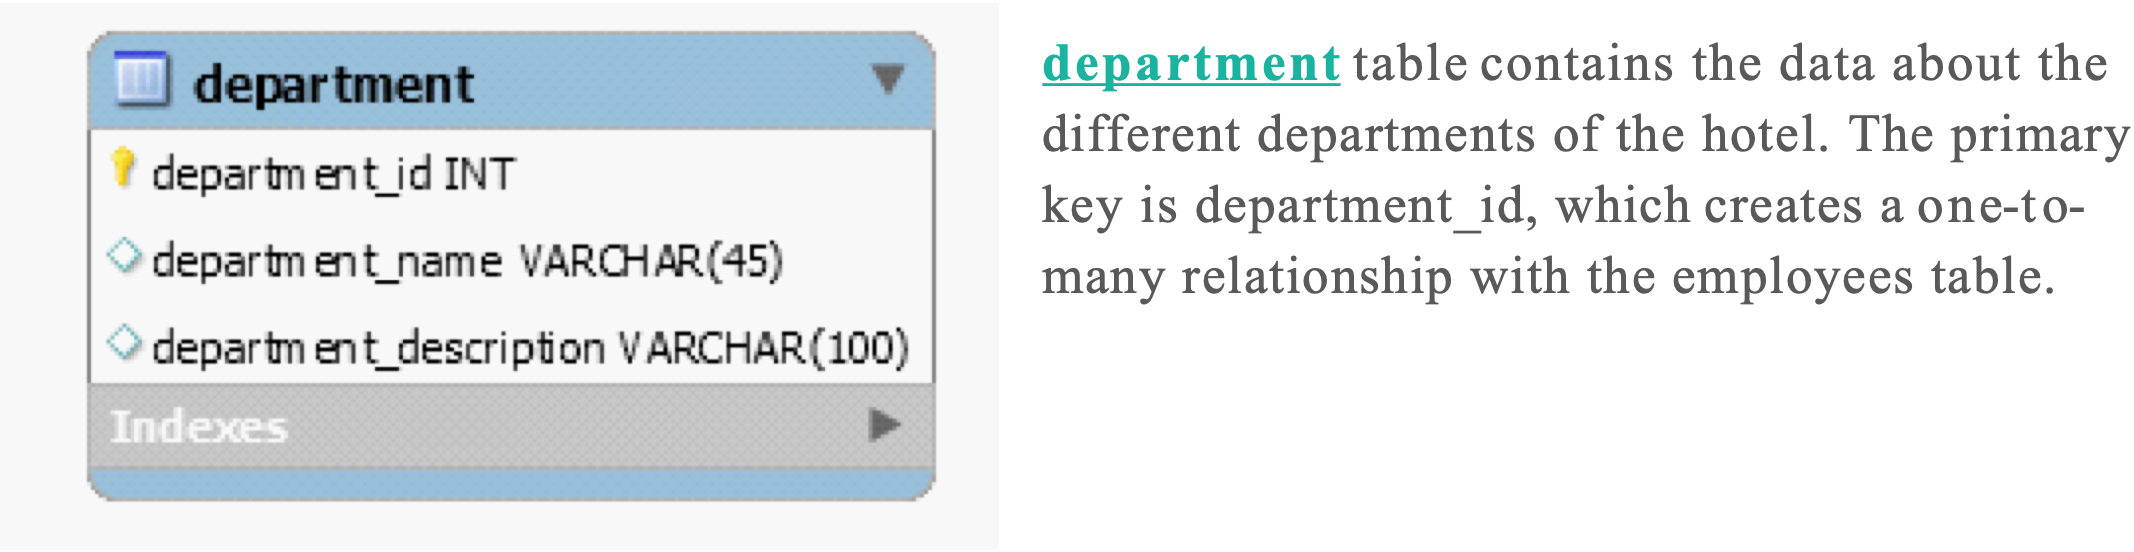 department
department_id INT
department_name VARCHAR(45)
department_description VARCHAR(100)
Indexes
department table contains the data about the
different departments of the hotel. The primary
key is department_id, which creates a one-to-
many relationship with the employees table.